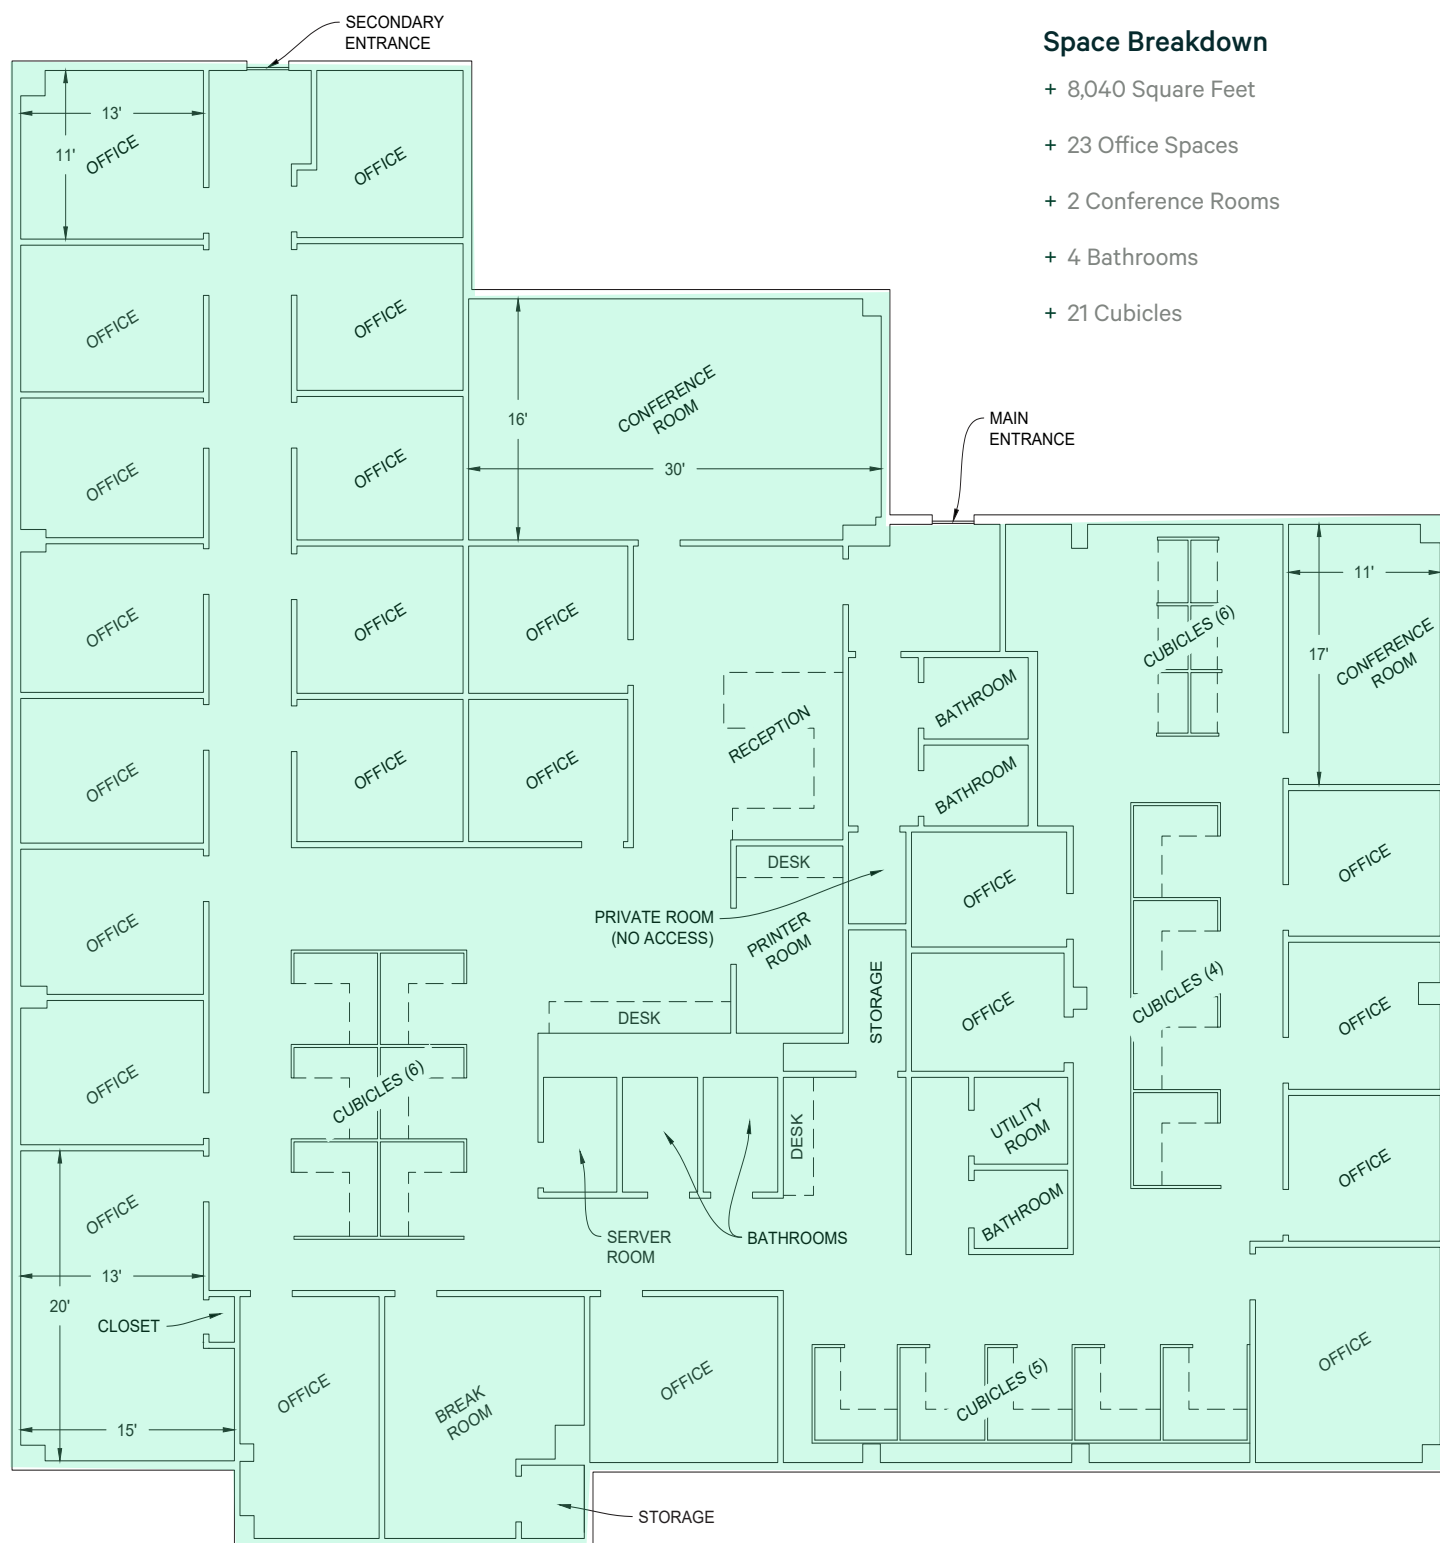 SECONDARY
ENTRANCE
Space Breakdown
+ 8,040 Square Feet
+ 23 Office Spaces
+ 2 Conference Rooms
+ 4 Bathrooms
+ 21 Cubicles
13'
11'
OFFICE
OFFICE
OFFICE
OFFICE
16'
CONFERENCE
ROOM
30'
MAIN
ENTRANCE
OFFICE
OFFICE
OFFICE
OFFICE
OFFICE
CUBICLES (6)
11'
17'
CONFERENCE
ROOM
BATHROOM
RECEPTION
OFFICE
OFFICE
OFFICE
BATHROOM
DESK
OFFICE
OFFICE
PRIVATE ROOM
(NO ACCESS)
PRINTER
ROOM
OFFICE
STORAGE
CUBICLES (4)
DESK
OFFICE
OFFICE
OFFICE
CUBICLES (6)
DESK
UTILITY
ROOM
OFFICE
OFFICE
BATHROOM
SERVER
ROOM
BATHROOMS
13'
20'
CLOSET
15'
OFFICE
BREAK
ROOM
OFFICE
CUBICLES (5)
OFFICE
STORAGE